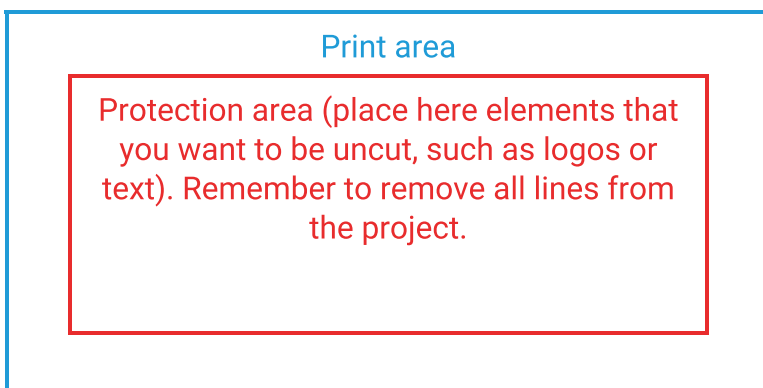 Print area
Protection area (place here elements that
you want to be uncut, such as logos or
text). Remember to remove all lines from
the project.